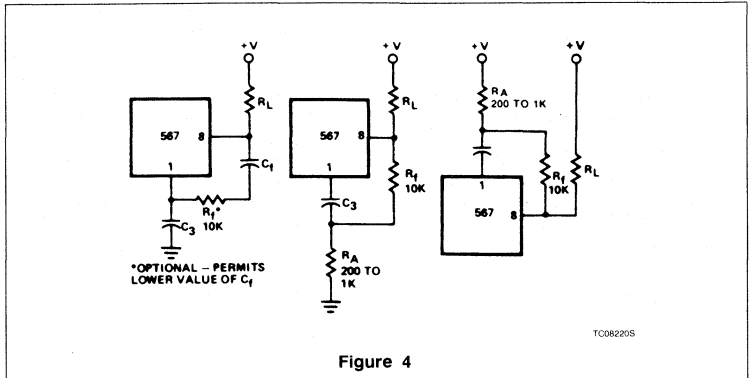 +V
RL
567
8
1
Cf
Rf*
10K
C3
*OPTIONAL – PERMITS
LOWER VALUE OF Cf
+V
RL
567
8
1
Rf
10K
C3
RA
200 TO
1K
+V
+V
RA
200 TO 1K
1
Rf
10K
RL
567
8
TC08220S
Figure 4